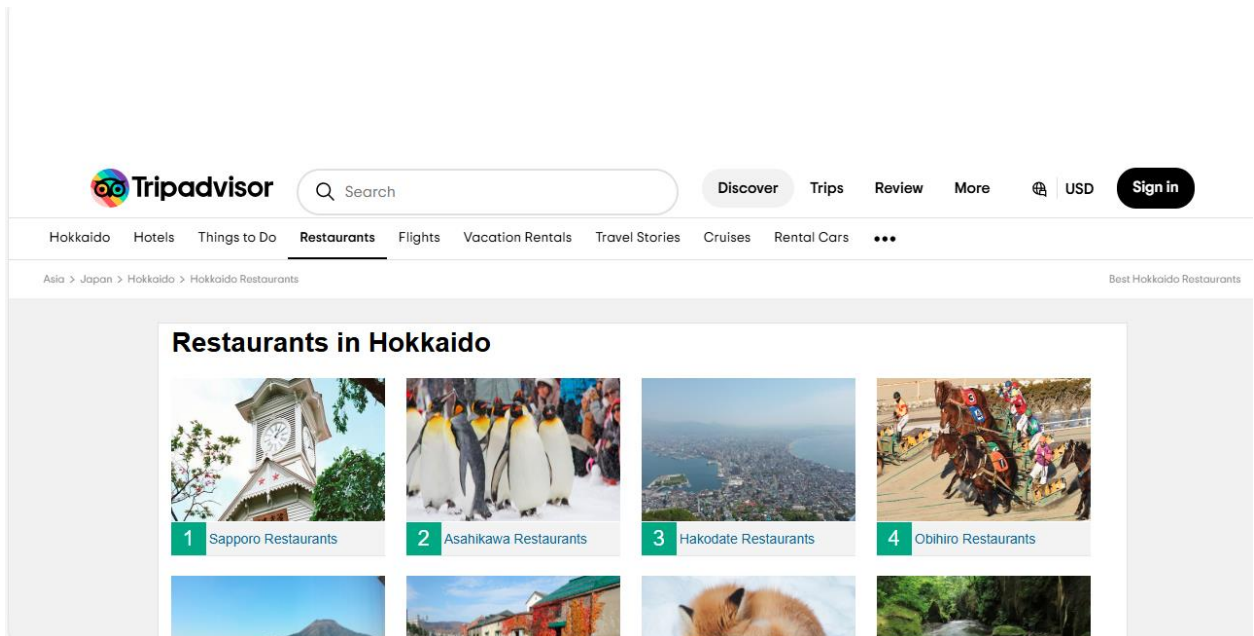 Tripadvisor Search Discover Trips Review More USD Sign in
Hokkaido Hotels Things to Do Restaurants Flights Vacation Rentals Travel Stories Cruises Rental Cars
Asia > Japan > Hokkaido > Hokkaido Restaurants Best Hokkaido Restaurants
Restaurants in Hokkaido
1 Sapporo Restaurants 2 Asahikawa Restaurants 3 Hakodate Restaurants 4 Obihiro Restaurants